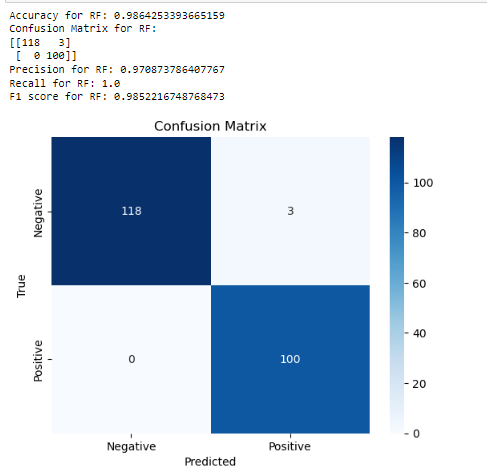 Accuracy for RF: 0.9864253393665159
Confusion Matrix for RF:
[[118   3]
 [  0 100]]
Precision for RF: 0.970873786407767
Recall for RF: 1.0
F1 score for RF: 0.9852216748768473
Confusion Matrix
Negative
118
3
100
80
True
60
40
Positive
0
100
20
0
Negative
Positive
Predicted